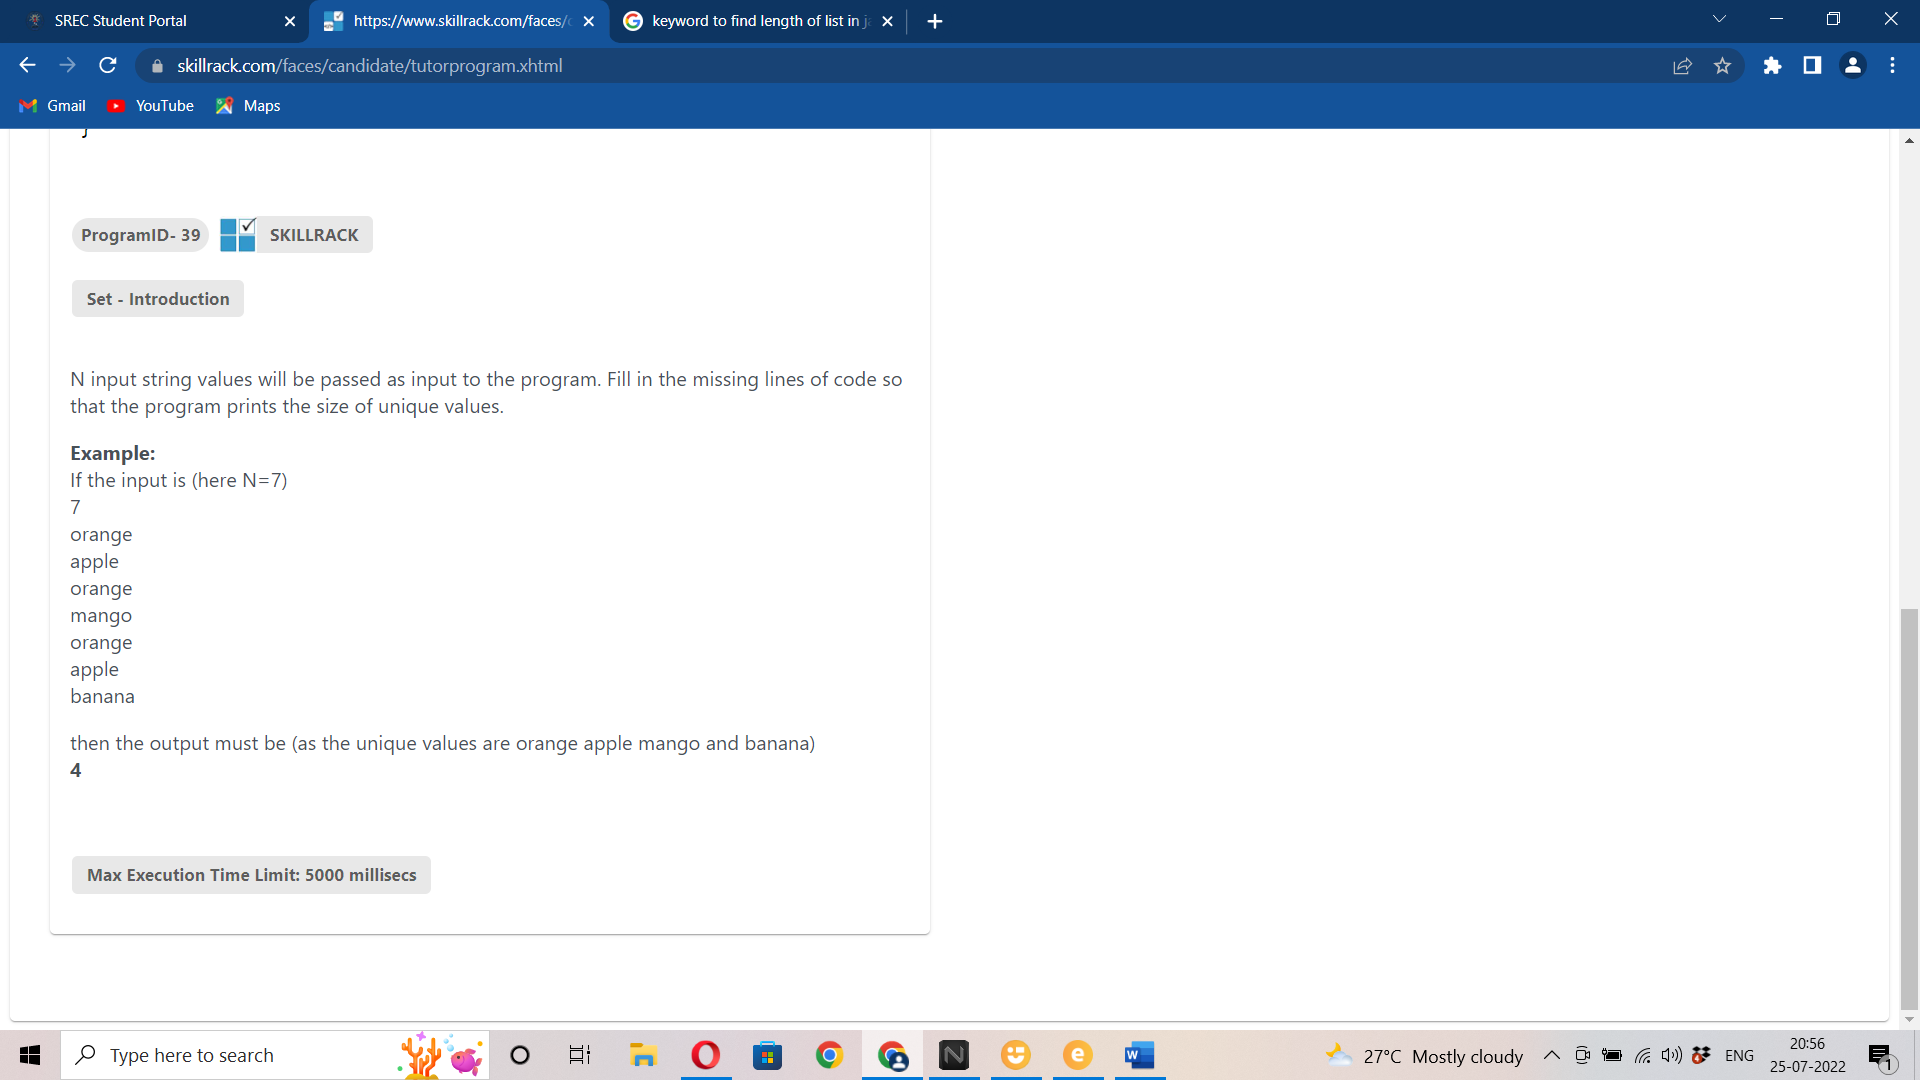 SREC Student Portal
https://www.skillrack.com/faces/
keyword to find length of list in
skillrack.com/faces/candidate/tutorprogram.xhtml
Gmail
YouTube
Maps
}
ProgramID- 39
SKILLRACK
Set - Introduction
N input string values will be passed as input to the program. Fill in the missing lines of code so
that the program prints the size of unique values.
Example:
If the input is (here N=7)
7
orange
apple
orange
mango
orange
apple
banana
then the output must be (as the unique values are orange apple mango and banana)
4
Max Execution Time Limit: 5000 millisecs
Type here to search
27°C Mostly cloudy
ENG
20:56
25-07-2022
1